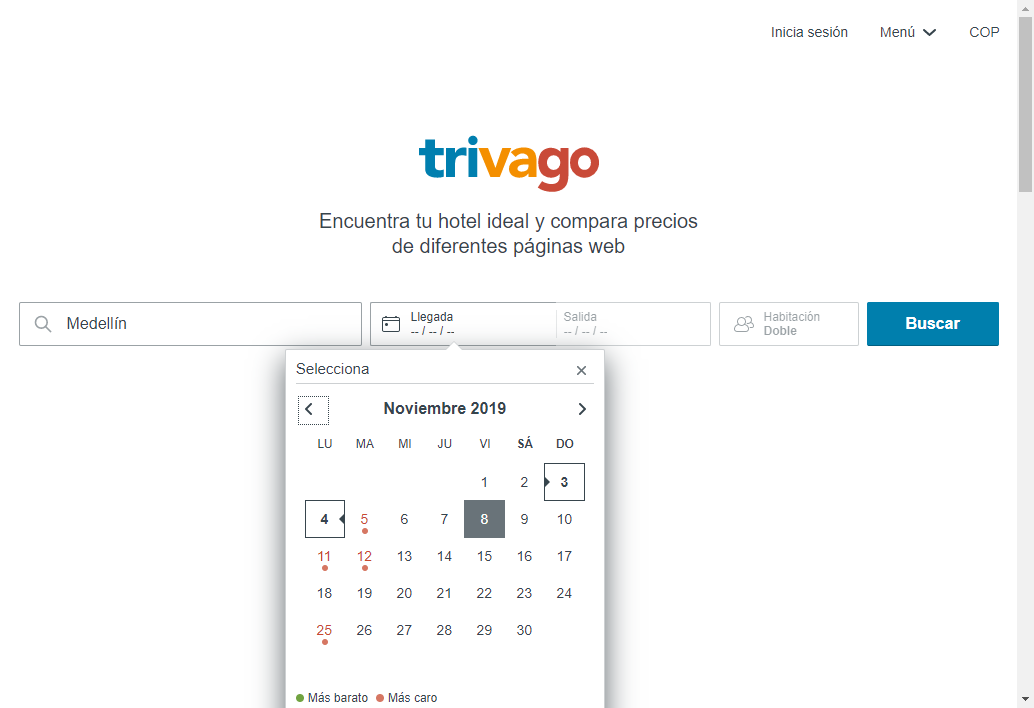 Inicia sesión Menú COP
trivago
Encuentra tu hotel ideal y compara precios
de diferentes páginas web
Medellín
Llegada
-- / -- / --
Salida
-- / -- / --
Habitación
Doble
Buscar
Selecciona
Noviembre 2019
LU MA MI JU VI SÁ DO
1 2 3
4 5 6 7 8 9 10
11 12 13 14 15 16 17
18 19 20 21 22 23 24
25 26 27 28 29 30
Más barato Más caro